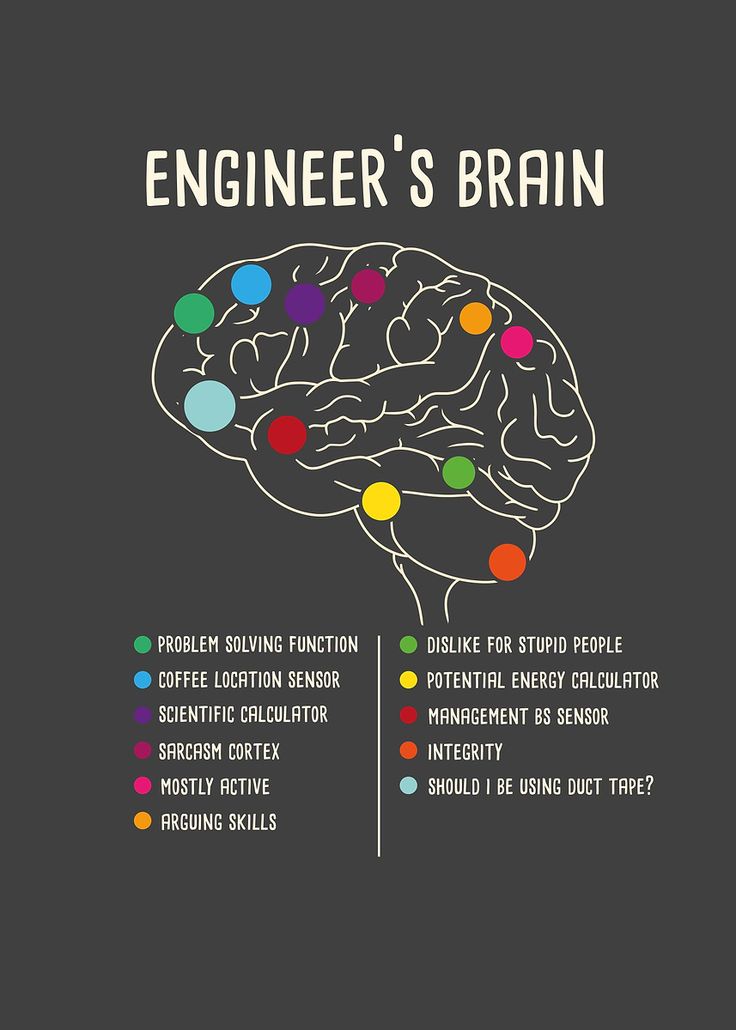 ENGINEER'S BRAIN
PROBLEM SOLVING FUNCTION
COFFEE LOCATION SENSOR
SCIENTIFIC CALCULATOR
SARCASM CORTEX
MOSTLY ACTIVE
ARGUING SKILLS
DISLIKE FOR STUPID PEOPLE
POTENTIAL ENERGY CALCULATOR
MANAGEMENT BS SENSOR
INTEGRITY
SHOULD I BE USING DUCT TAPE?